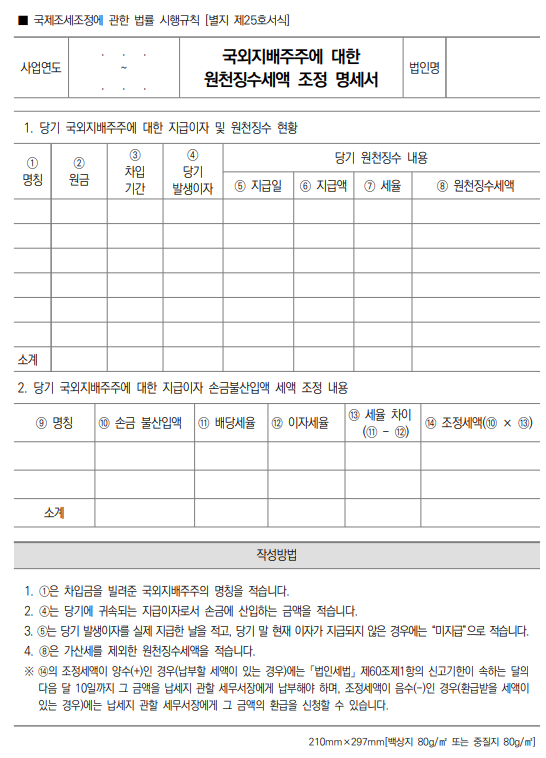 ■ 국제조세조정에 관한 법률 시행규칙 [별지 제25호서식]
사업연도
. . .
~
. . .
국외지배주주에 대한
원천징수세액 조정 명세서
법인명
1. 당기 국외지배주주에 대한 지급이자 및 원천징수 현황
① 명칭
② 원금
③ 차입 기간
④ 당기 발생이자
당기 원천징수 내용
⑤ 지급일
⑥ 지급액
⑦ 세율
⑧ 원천징수세액
소계
2. 당기 국외지배주주에 대한 지급이자 손금불산입액 세액 조정 내용
⑨ 명칭
⑩ 손금 불산입액
⑪ 배당세율
⑫ 이자세율
⑬ 세율 차이
(⑪ - ⑫)
⑭ 조정세액(⑩ × ⑬)
소계
작성방법
1. ①은 차입금을 빌려준 국외지배주주의 명칭을 적습니다.
2. ④는 당기에 귀속되는 지급이자로서 손금에 산입하는 금액을 적습니다.
3. ⑤는 당기 발생이자를 실제 지급한 날을 적고, 당기 말 현재 이자가 지급되지 않은 경우에는 “미지급”으로 적습니다.
4. ⑧은 가산세를 제외한 원천징수세액을 적습니다.
※ ⑭의 조정세액이 양수(+)인 경우(납부할 세액이 있는 경우)에는 「법인세법」 제60조제1항의 신고기한이 속하는 달의
다음 달 10일까지 그 금액을 납세지 관할 세무서장에게 납부해야 하며, 조정세액이 음수(-)인 경우(환급받을 세액이
있는 경우)에는 납세지 관할 세무서장에게 그 금액의 환급을 신청할 수 있습니다.
210mm×297mm[백상지 80g/㎡ 또는 중질지 80g/㎡]